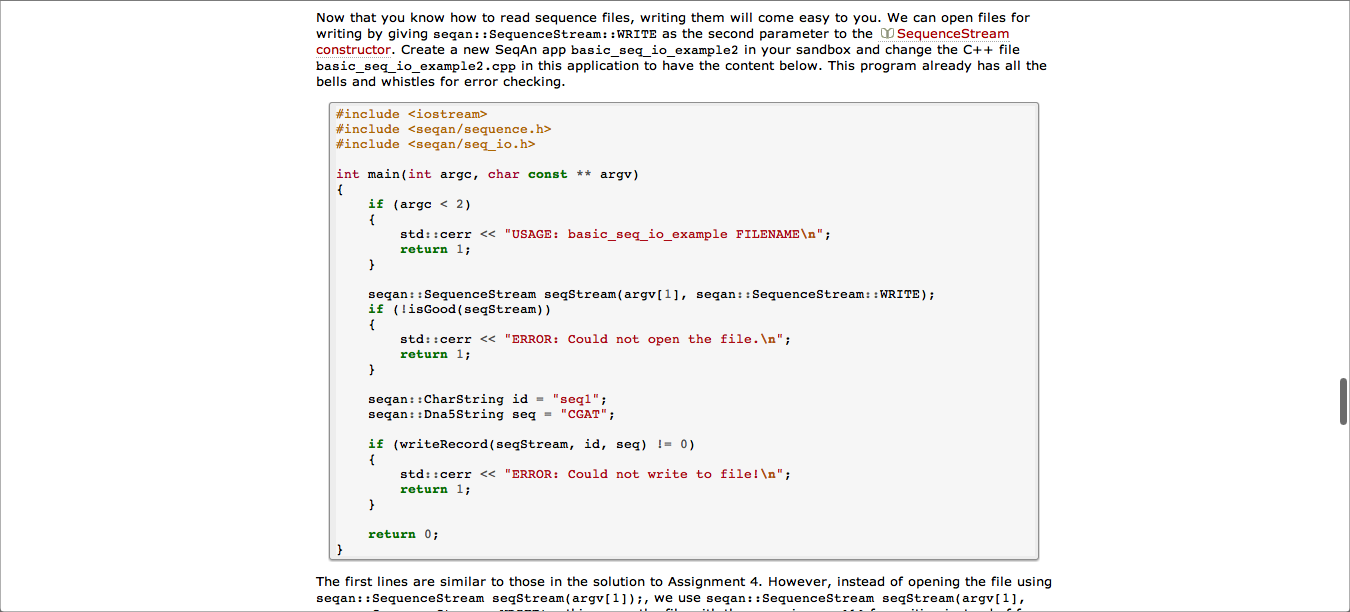 Now that you know how to read sequence files, writing them will come easy to you. We can open files for
writing by giving seqan::SequenceStream::WRITE as the second parameter to the SequenceStream
constructor. Create a new SeqAn app basic_seq_io_example2 in your sandbox and change the C++ file
basic_seq_io_example2.cpp in this application to have the content below. This program already has all the
bells and whistles for error checking.
#include <iostream>
#include <seqan/sequence.h>
#include <seqan/seq_io.h>
int main(int argc, char const ** argv)
{
if (argc < 2)
{
std::cerr << "USAGE: basic_seq_io_example FILENAME\n";
return 1;
}
seqan::SequenceStream seqStream(argv[1], seqan::SequenceStream::WRITE);
if (!isGood(seqStream))
{
std::cerr << "ERROR: Could not open the file.\n";
return 1;
}
seqan::CharString id = "seq1";
seqan::Dna5String seq = "CGAT";
if (writeRecord(seqStream, id, seq) != 0)
{
std::cerr << "ERROR: Could not write to file!\n";
return 1;
}
return 0;
}
The first lines are similar to those in the solution to Assignment 4. However, instead of opening the file using
seqan::SequenceStream seqStream(argv[1]);, we use seqan::SequenceStream seqStream(argv[1],